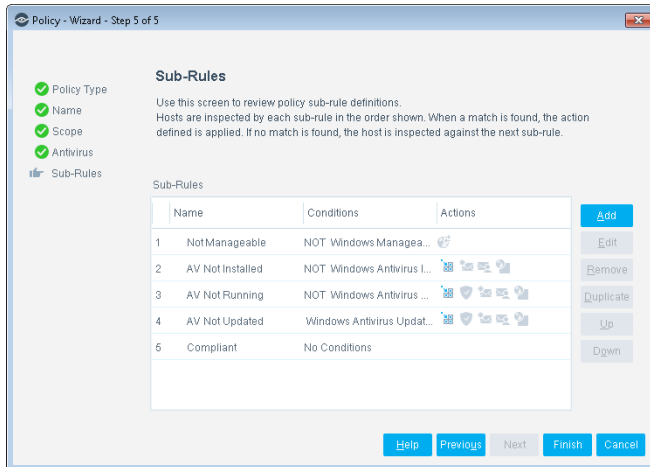 Policy - Wizard - Step 5 of 5
Policy Type
Name
Scope
Antivirus
Sub-Rules
Sub-Rules
Use this screen to review policy sub-rule definitions.
Hosts are inspected by each sub-rule in the order shown. When a match is found, the action
defined is applied. If no match is found, the host is inspected against the next sub-rule.
Sub-Rules
Name Conditions Actions
1 Not Manageable NOT Windows Managea...
2 AV Not Installed NOT Windows Antivirus I...
3 AV Not Running NOT Windows Antivirus ...
4 AV Not Updated Windows Antivirus Updat...
5 Compliant No Conditions
Add
Edit
Remove
Duplicate
Up
Down
Help Previous Next Finish Cancel